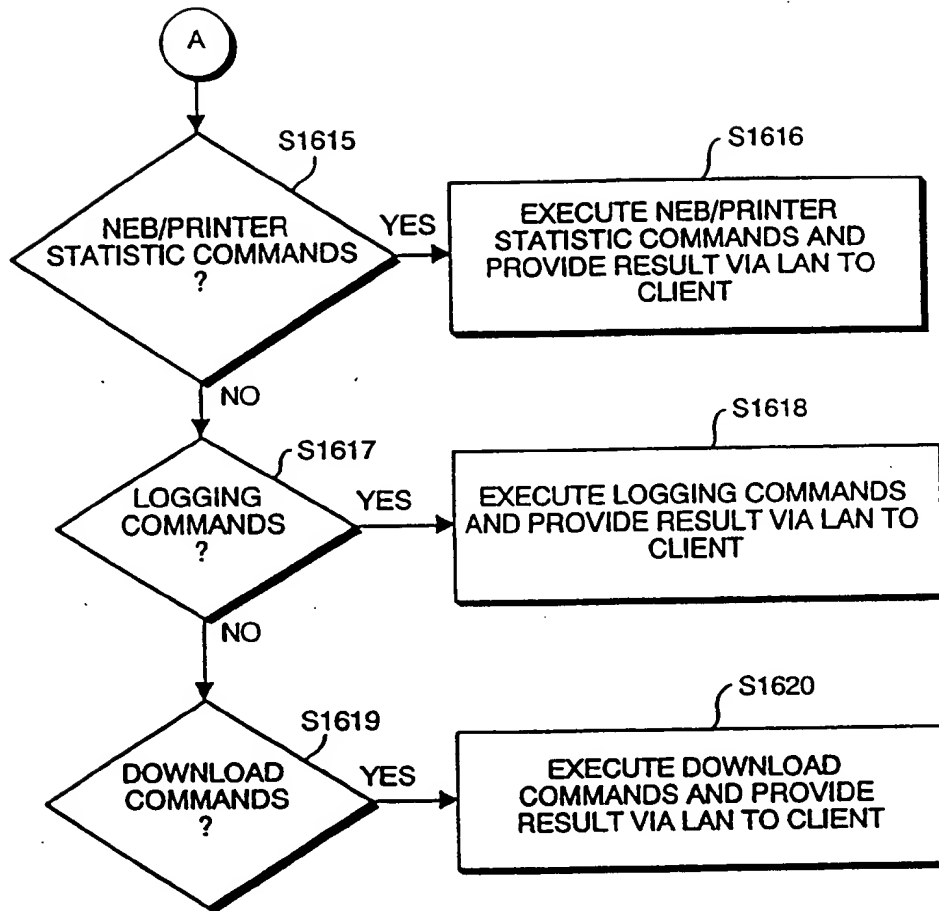 A
S1615
NEB/PRINTER
STATISTIC COMMANDS
?
YES
S1616
EXECUTE NEB/PRINTER
STATISTIC COMMANDS AND
PROVIDE RESULT VIA LAN TO
CLIENT
NO
S1617
LOGGING
COMMANDS
?
YES
S1618
EXECUTE LOGGING COMMANDS
AND PROVIDE RESULT VIA LAN TO
CLIENT
NO
S1619
DOWNLOAD
COMMANDS
?
YES
S1620
EXECUTE DOWNLOAD
COMMANDS AND PROVIDE
RESULT VIA LAN TO CLIENT